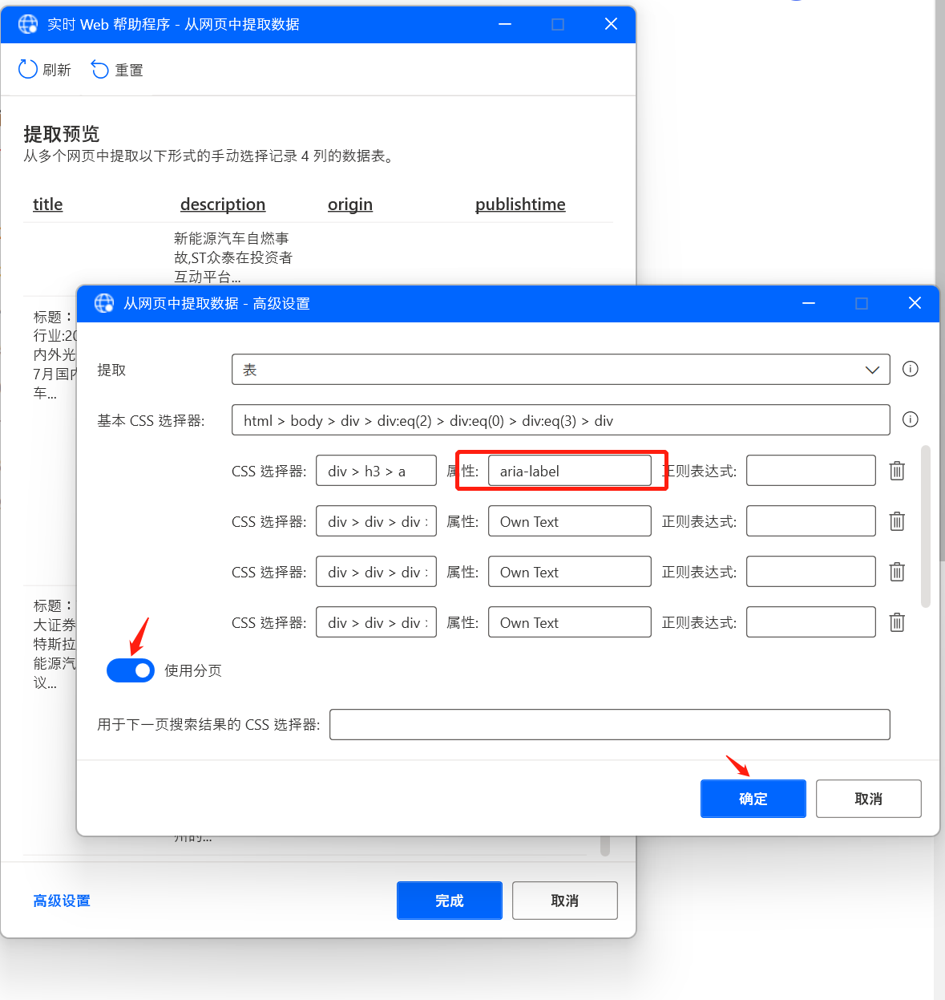 实时 Web 帮助程序 - 从网页中提取数据
刷新
重置
提取预览
从多个网页中提取以下形式的手动选择记录 4 列的数据表。
title
description
origin
publishtime
新能源汽车自燃事
故,ST众泰在投资者
互动平台...
标题：
行业:20
内外光
7月国内
车...
标题：
大证券
特斯拉
能源汽
议...
州的...
从网页中提取数据 - 高级设置
提取
表
基本 CSS 选择器:
html > body > div > div:eq(2) > div:eq(0) > div:eq(3) > div
CSS 选择器:
div > h3 > a
属性:
aria-label
正则表达式:
CSS 选择器:
div > div > div
属性:
Own Text
正则表达式:
CSS 选择器:
div > div > div
属性:
Own Text
正则表达式:
CSS 选择器:
div > div > div
属性:
Own Text
正则表达式:
使用分页
用于下一页搜索结果的 CSS 选择器:
确定
取消
高级设置
完成
取消